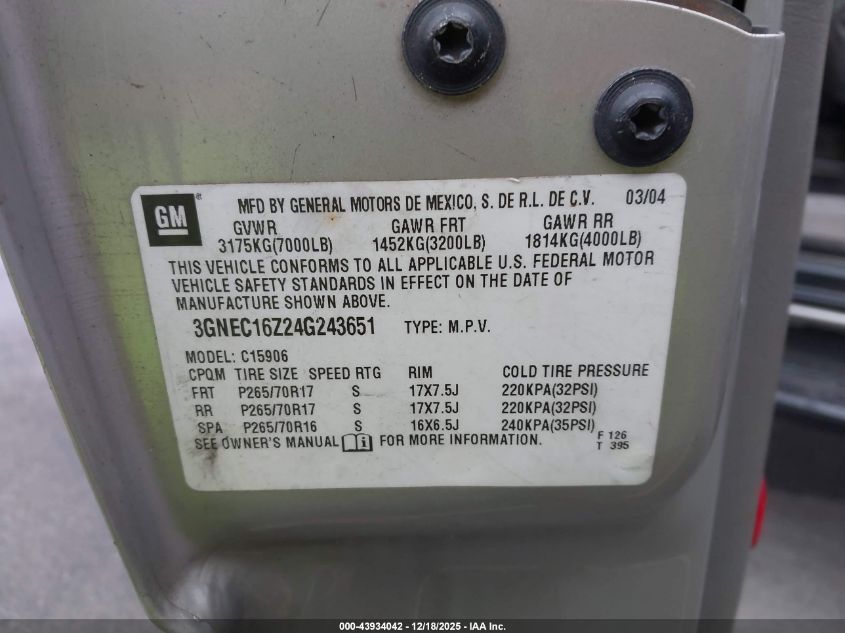 GM ®
MFD BY GENERAL MOTORS DE MEXICO, S. DE R.L. DE C.V. 03/04
GVWR GAWR FRT GAWR RR
3175KG(7000LB) 1452KG(3200LB) 1814KG(4000LB)
THIS VEHICLE CONFORMS TO ALL APPLICABLE U.S. FEDERAL MOTOR
VEHICLE SAFETY STANDARDS IN EFFECT ON THE DATE OF
MANUFACTURE SHOWN ABOVE.
3GNEC16Z24G243651 TYPE: M.P.V.
MODEL: C15906
CPQM TIRE SIZE SPEED RTG RIM COLD TIRE PRESSURE
FRT P265/70R17 S 17X7.5J 220KPA(32PSI)
RR P265/70R17 S 17X7.5J 220KPA(32PSI)
SPA P265/70R16 S 16X6.5J 240KPA(35PSI)
SEE OWNER'S MANUAL FOR MORE INFORMATION.
F 126
T 395
000-43934042 - 12/18/2025 - IAA Inc.